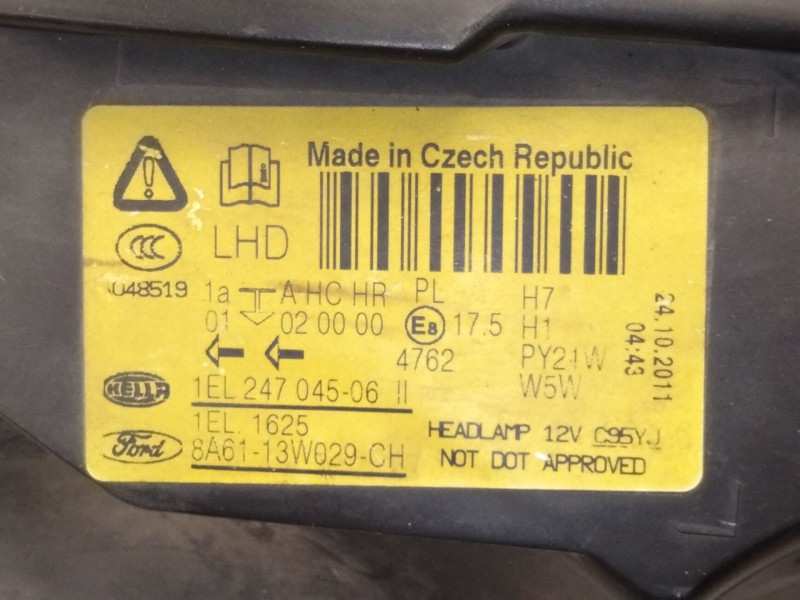 Made in Czech Republic
CCC
LHD
048519
1a A HC HR PL H7
01 02 00 00 E8 17.5 H1
4762 PY21W
W5W
24.10.2011
04:43
HELLA 1EL 247 045-06 II
1EL. 1625
Ford 8A61-13W029-CH
HEADLAMP 12V C95YJ
NOT DOT APPROVED